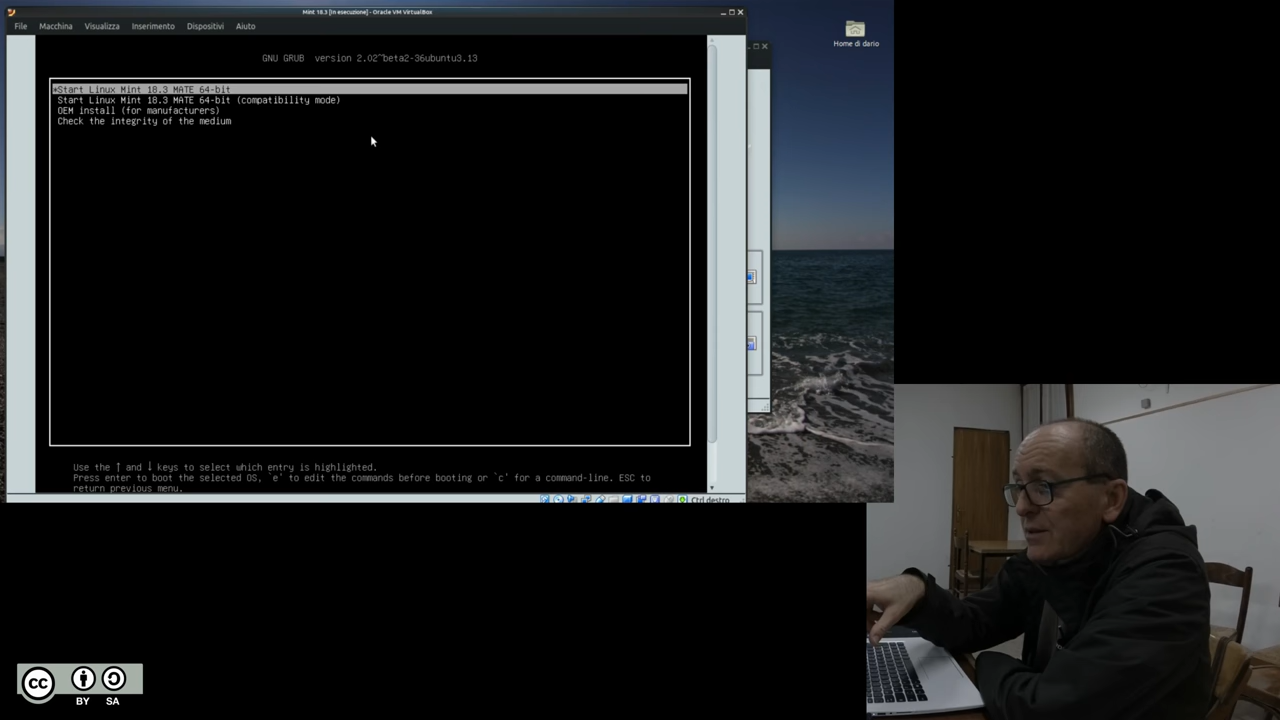 Mint 18.3 [In esecuzione] - Oracle VM VirtualBox
File Macchina Visualizza Inserimento Dispositivi Aiuto
Home di dario
GNU GRUB version 2.02~beta2-36ubuntu3.13
*Start Linux Mint 18.3 MATE 64-bit
Start Linux Mint 18.3 MATE 64-bit (compatibility mode)
OEM install (for manufacturers)
Check the integrity of the medium
Use the ↑ and ↓ keys to select which entry is highlighted.
Press enter to boot the selected OS, `e' to edit the commands before booting or `c' for a command-line. ESC to
return previous menu.
Ctrl destro
cc
BY SA